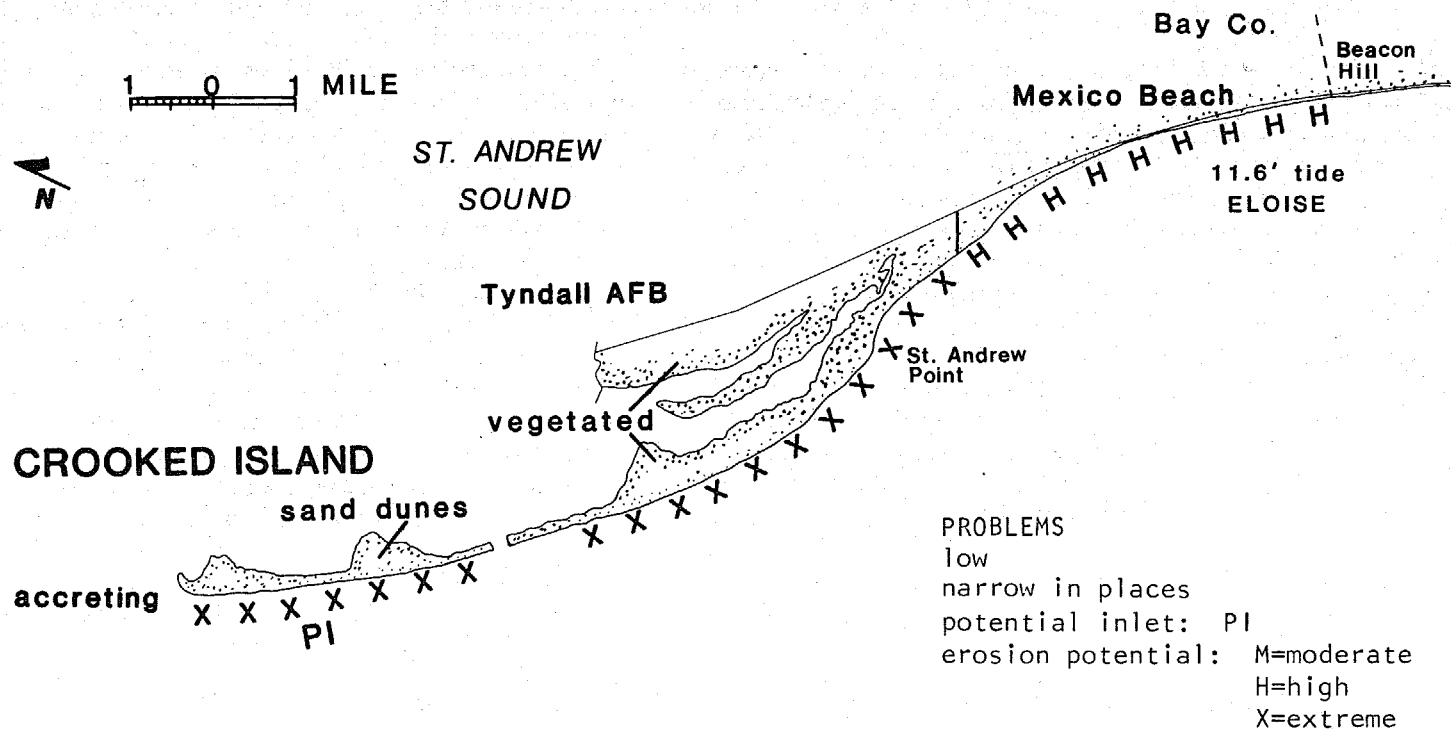 Bay Co.
Beacon
Hill
1 0 1 MILE
Mexico Beach
ST. ANDREW
SOUND
N
H H H H H H H H H H H
11.6' tide
ELOISE
Tyndall AFB
St. Andrew
Point
vegetated
X X X X X X X X X X X X X
CROOKED ISLAND
sand dunes
accreting
X X X X X X X
PI
PROBLEMS
low
narrow in places
potential inlet: PI
erosion potential: M=moderate
H=high
X=extreme